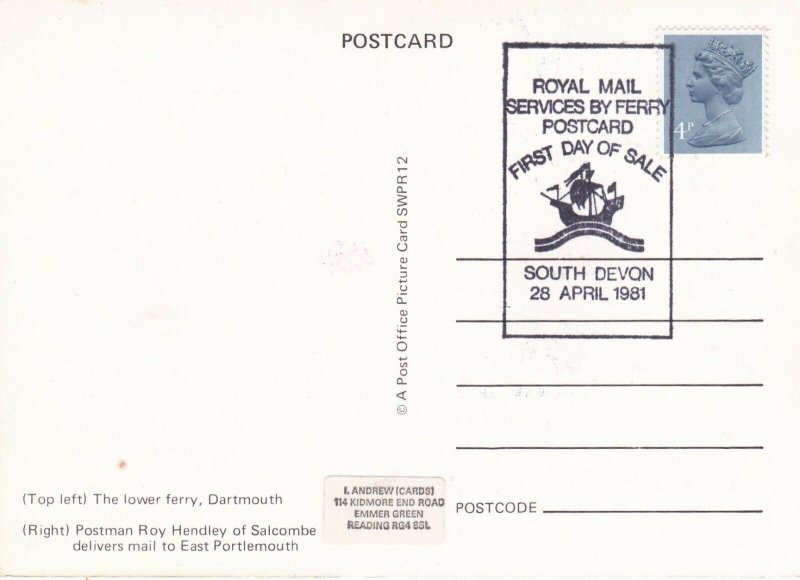 POSTCARD
ROYAL MAIL
SERVICES BY FERRY
POSTCARD
FIRST DAY OF SALE
SOUTH DEVON
28 APRIL 1981
4P
© A Post Office Picture Card SWPR12
(Top left) The lower ferry, Dartmouth
(Right) Postman Roy Hendley of Salcombe
delivers mail to East Portlemouth
I. ANDREW (CARDS)
114 KIDMORE END ROAD
EMMER GREEN
READING RG4 8SL
POSTCODE